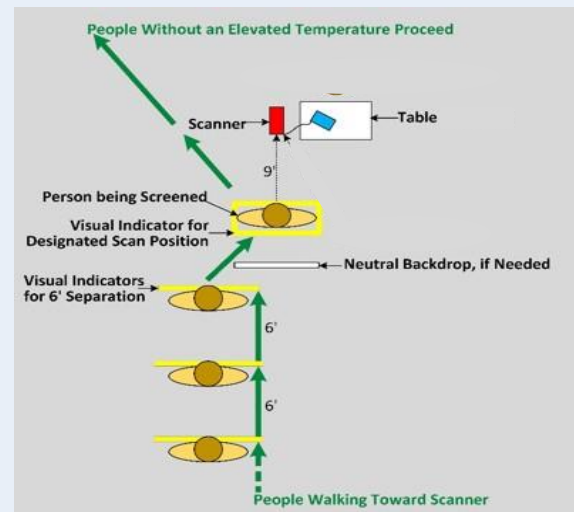 People Without an Elevated Temperature Proceed
Scanner
Table
9'
Person being Screened
Visual Indicator for
Designated Scan Position
Neutral Backdrop, if Needed
Visual Indicators
for 6' Separation
6'
6'
People Walking Toward Scanner